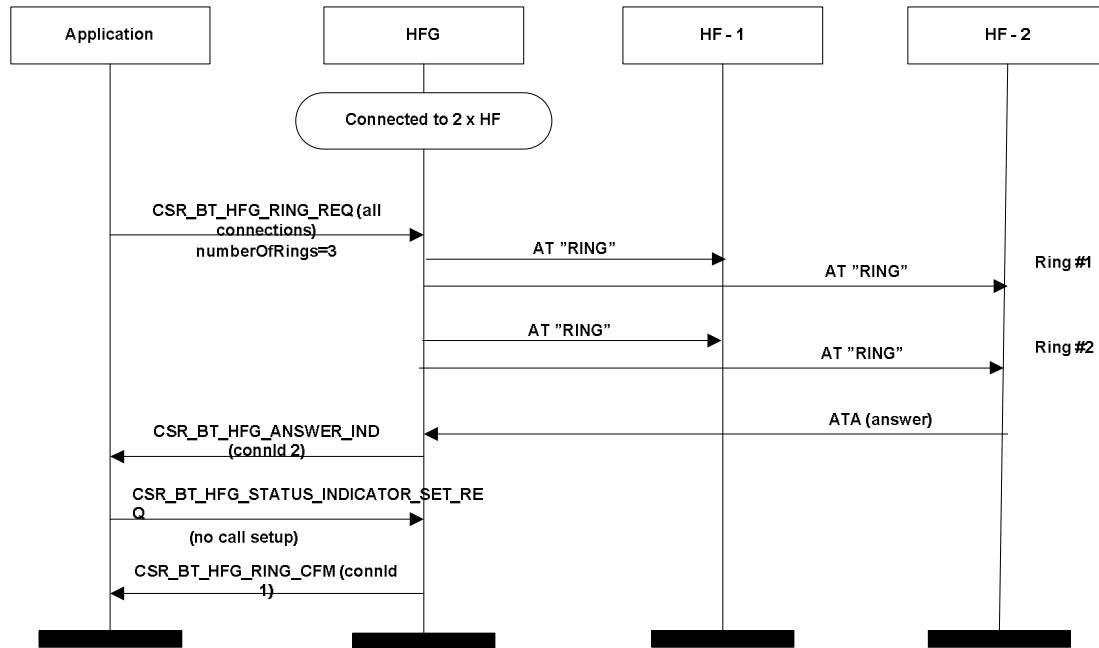 Application
HFG
HF - 1
HF - 2
Connected to 2 x HF
CSR_BT_HFG_RING_REQ (all
connections)
numberOfRings=3
AT ”RING”
AT ”RING”
Ring #1
AT ”RING”
AT ”RING”
Ring #2
ATA (answer)
CSR_BT_HFG_ANSWER_IND
(connId 2)
CSR_BT_HFG_STATUS_INDICATOR_SET_RE
Q
(no call setup)
CSR_BT_HFG_RING_CFM (connId
1)